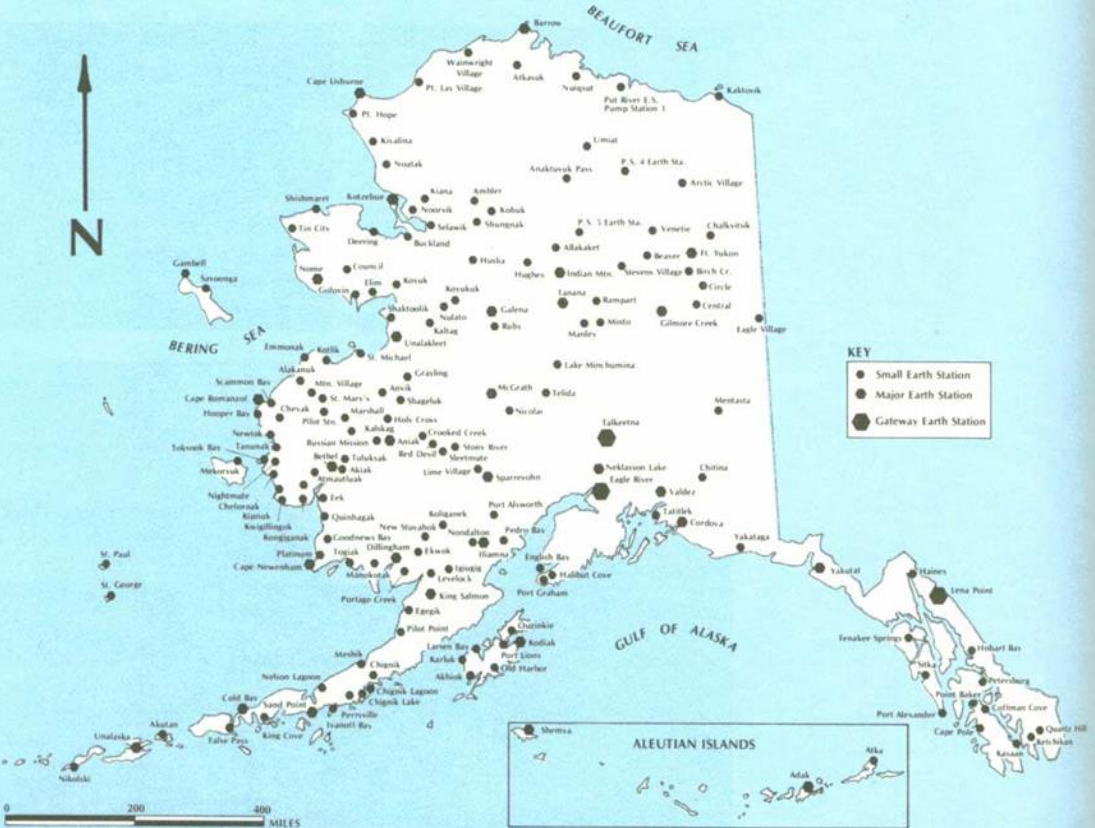 BEAUFORT SEA
Barrow
Wainwright
Village
Atkasuk
Nuiqsut
Cape Lisburne
Pt. Lay Village
Put River E.S.
Pump Station 1
Kaktovik
Pt. Hope
Kivalina
Umiat
Noatak
Anaktuvuk Pass
P.S. 4 Earth Sta.
Arctic Village
Kotzebue
Kiana
Ambler
Shishmaref
Noorvik
Kobuk
N
Tin City
Selawik
Shungnak
P.S. 5 Earth Sta.
Venetie
Chalkyitsik
Deering
Buckland
Allakaket
Beaver
Ft. Yukon
Gambell
Huslia
Hughes
Indian Mtn.
Stevens Village
Birch Cr.
Savoonga
Nome
Council
Circle
Golovin
Elim
Koyuk
Koyukuk
Tanana
Rampart
Central
Shaktoolik
Nulato
Galena
Gilmore Creek
Eagle Village
Kaltag
Ruby
Manley
Minto
BERING SEA
Unalakleet
Emmonak
Kotlik
St. Michael
KEY
Alakanuk
Grayling
Lake Minchumina
Small Earth Station
Scammon Bay
Mtn. Village
Anvik
McGrath
Telida
Major Earth Station
Cape Romanzof
St. Mary's
Shageluk
Gateway Earth Station
Hooper Bay
Chevak
Marshall
Nicolai
Mentasta
Pilot Stn.
Holy Cross
Kalskag
Crooked Creek
Talkeetna
Newtok
Russian Mission
Aniak
Stony River
Toksook Bay
Tununak
Red Devil
Sleetmute
Bethel
Tuluksak
Lime Village
Neklasson Lake
Chitina
Mekoryuk
Akiak
Sparrevohn
Eagle River
Atmautluak
Valdez
Nightmute
Eek
Port Alsworth
Tatitlek
Chefornak
Koliganek
Cordova
Kipnuk
Quinhagak
New Stuyahok
Kwigillingok
Nondalton
Pedro Bay
Yakataga
Kongiganak
Goodnews Bay
Platinum
Togiak
Dillingham
Ekwok
Iliamna
English Bay
St. Paul
Cape Newenham
Manokotak
Igiugig
Halibut Cove
Yakutat
Haines
Levelock
Port Graham
St. George
Portage Creek
King Salmon
Lena Point
Egegik
Pilot Point
Ouzinkie
GULF OF ALASKA
Larsen Bay
Kodiak
Tenakee Springs
Karluk
Port Lions
Hobart Bay
Meshik
Chignik
Akhiok
Old Harbor
Sitka
Nelson Lagoon
Petersburg
Chignik Lagoon
Point Baker
Cold Bay
Chignik Lake
Port Alexander
Coffman Cove
Sand Point
Perryville
Akutan
Ivanoff Bay
Shemya
ALEUTIAN ISLANDS
Cape Pole
Quartz Hill
Unalaska
False Pass
King Cove
Atka
Ketchikan
Kasaan
Nikolski
Adak
0 200 400
MILES